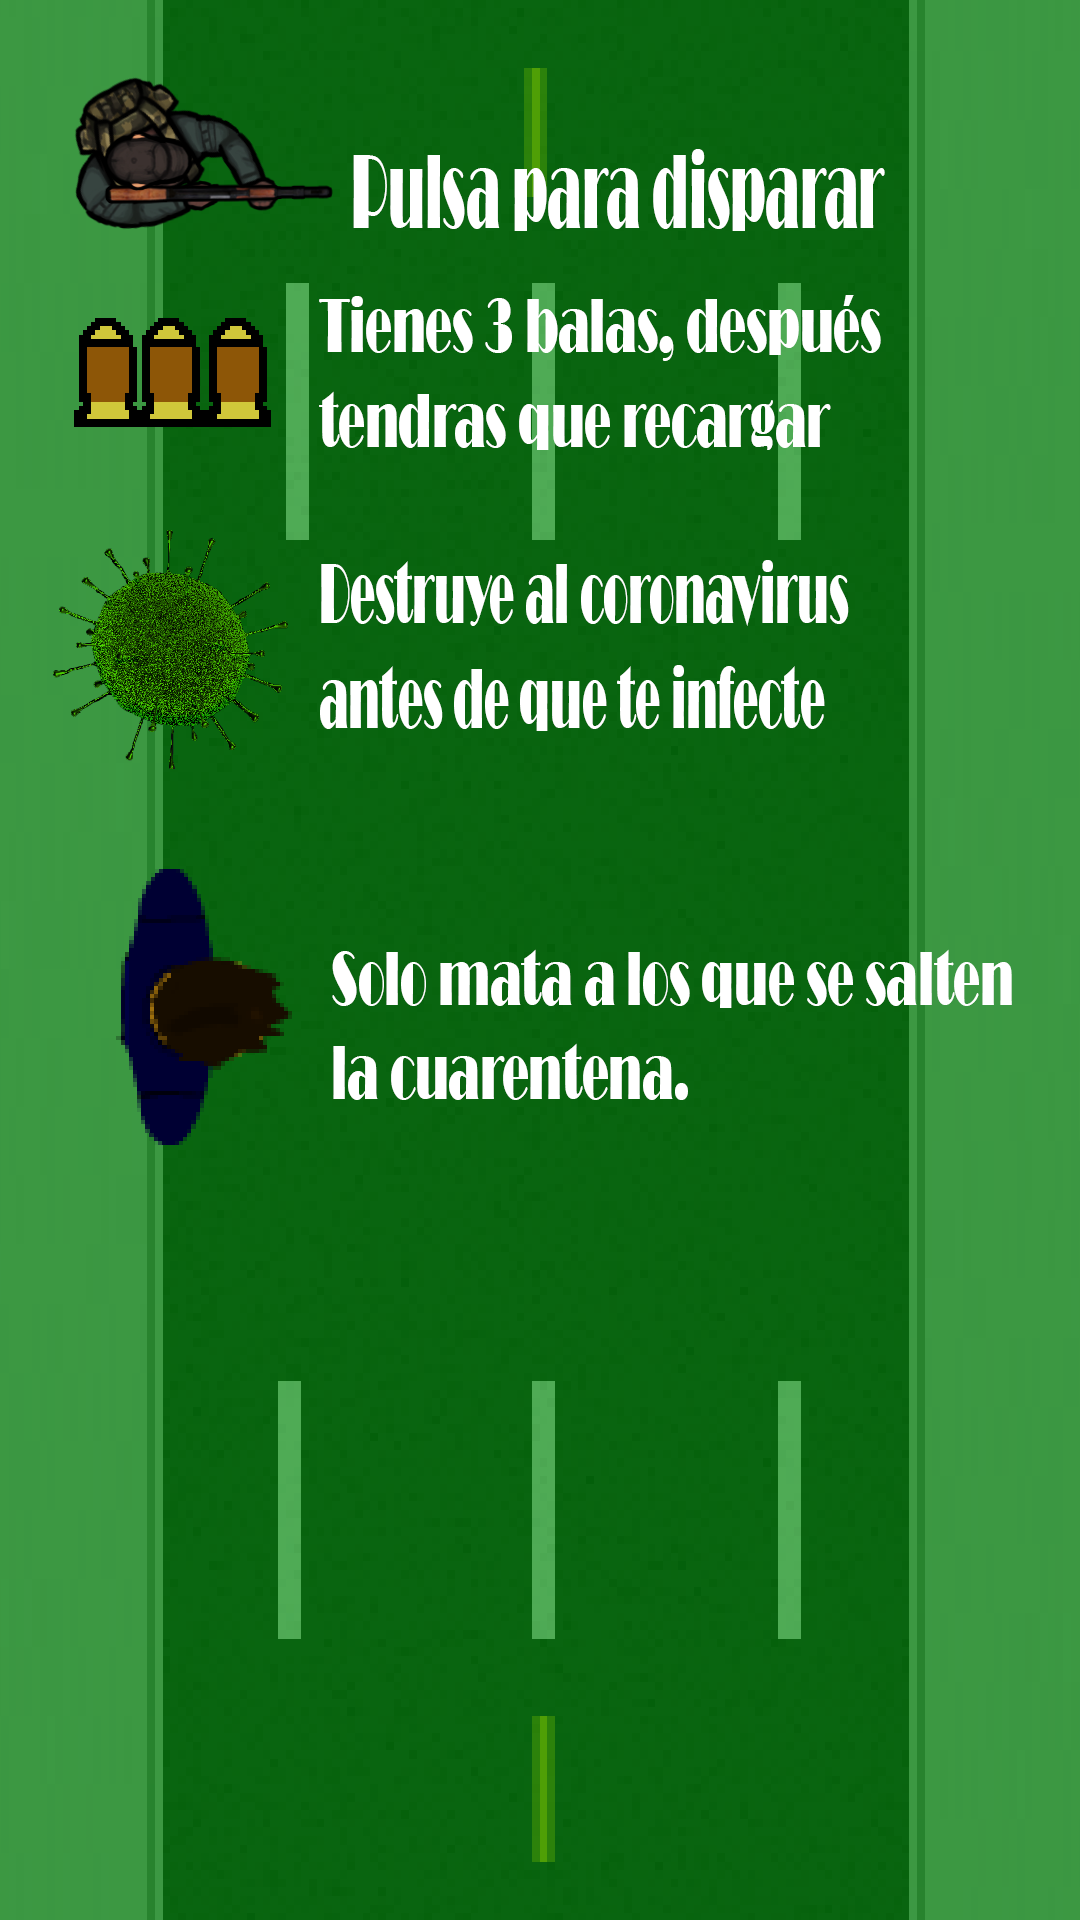 Pulsa para disparar
Tienes 3 balas, después
tendras que recargar
Destruye al coronavirus
antes de que te infecte
Solo mata a los que se salten
la cuarentena.